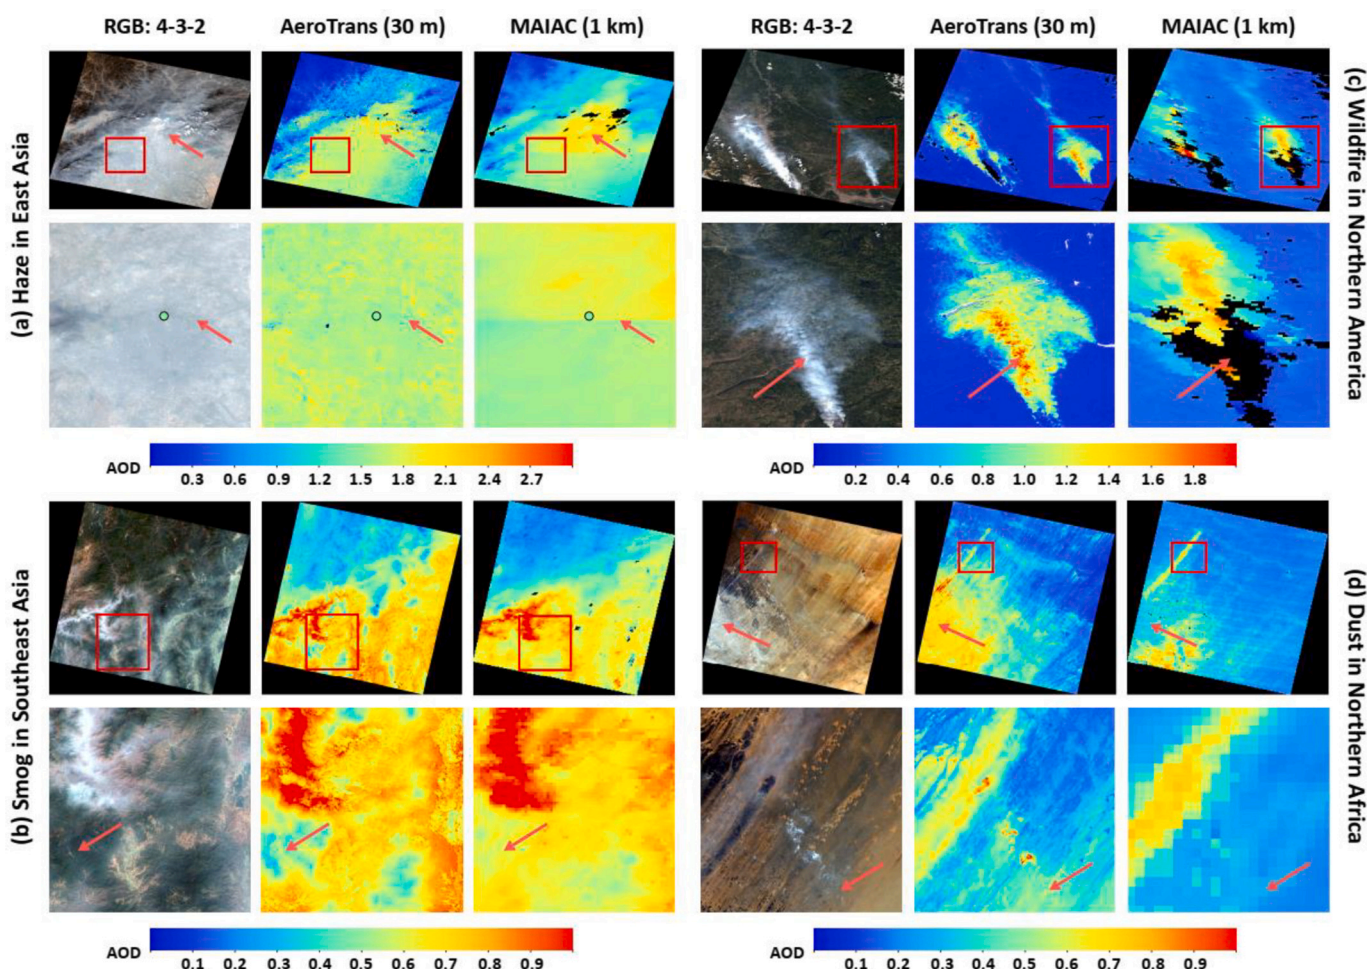 RGB: 4-3-2 AeroTrans (30 m) MAIAC (1 km) RGB: 4-3-2 AeroTrans (30 m) MAIAC (1 km)
(a) Haze in East Asia
(c) Wildfire in Northern America
AOD 0.3 0.6 0.9 1.2 1.5 1.8 2.1 2.4 2.7
AOD 0.2 0.4 0.6 0.8 1.0 1.2 1.4 1.6 1.8
(b) Smog in Southeast Asia
(d) Dust in Northern Africa
AOD 0.1 0.2 0.3 0.4 0.5 0.6 0.7 0.8 0.9
AOD 0.1 0.2 0.3 0.4 0.5 0.6 0.7 0.8 0.9